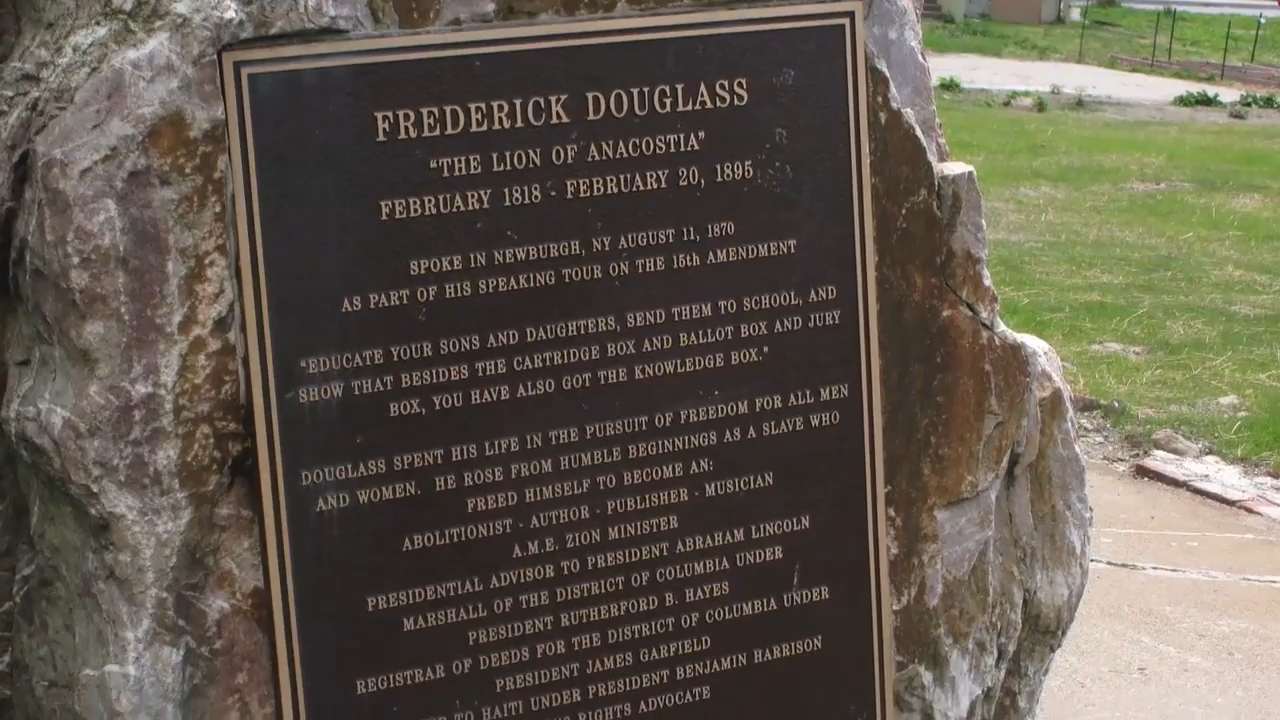 FREDERICK DOUGLASS
“THE LION OF ANACOSTIA”
FEBRUARY 1818 - FEBRUARY 20, 1895
SPOKE IN NEWBURGH, NY AUGUST 11, 1870
AS PART OF HIS SPEAKING TOUR ON THE 15th AMENDMENT
“EDUCATE YOUR SONS AND DAUGHTERS, SEND THEM TO SCHOOL, AND
SHOW THAT BESIDES THE CARTRIDGE BOX AND BALLOT BOX AND JURY
BOX, YOU HAVE ALSO GOT THE KNOWLEDGE BOX.”
DOUGLASS SPENT HIS LIFE IN THE PURSUIT OF FREEDOM FOR ALL MEN
AND WOMEN. HE ROSE FROM HUMBLE BEGINNINGS AS A SLAVE WHO
FREED HIMSELF TO BECOME AN:
ABOLITIONIST - AUTHOR - PUBLISHER - MUSICIAN
A.M.E. ZION MINISTER
PRESIDENTIAL ADVISOR TO PRESIDENT ABRAHAM LINCOLN
MARSHALL OF THE DISTRICT OF COLUMBIA UNDER
PRESIDENT RUTHERFORD B. HAYES
REGISTRAR OF DEEDS FOR THE DISTRICT OF COLUMBIA UNDER
PRESIDENT JAMES GARFIELD
TO HAITI UNDER PRESIDENT BENJAMIN HARRISON
RIGHTS ADVOCATE